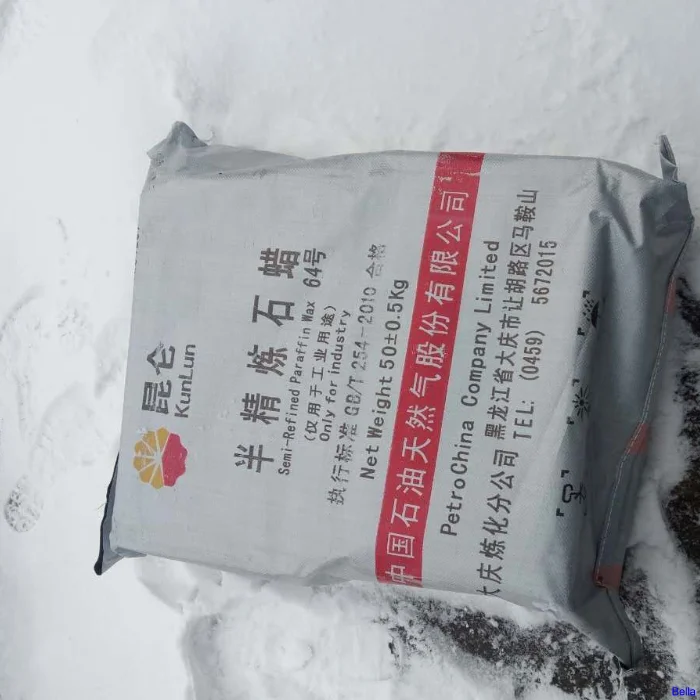 昆仑
KunLun
半精炼石蜡
Semi-Refined Paraffin Wax 64号
(仅用于工业用途)
Only for industry
执行标准 GB/T 254-2010 合格
Net Weight 50±0.5Kg
中国石油天然气股份有限公司
PetroChina Company Limited
大庆炼化分公司 黑龙江省大庆市让胡路区马鞍山
TEL: (0459) 5672015
Bella